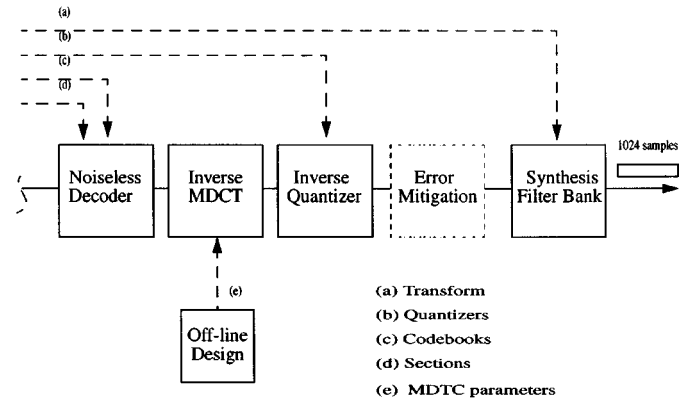 (a)
(b)
(c)
(d)
1024 samples
Noiseless
Decoder
Inverse
MDCT
Inverse
Quantizer
Error
Mitigation
Synthesis
Filter Bank
(e)
Off-line
Design
(a) Transform
(b) Quantizers
(c) Codebooks
(d) Sections
(e) MDTC parameters